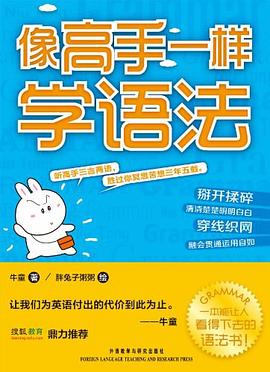 像高手一样
学语法
听高手三言两语，
胜过你冥思苦想三年五载。
掰开揉碎
清清楚楚明明白白
穿线织网
融会贯通运用自如
牛童 著 / 胖兔子粥粥 绘
GRAMMAR
一本能让人
看得下去的
语法书！
让我们为英语付出的代价到此为止。
——牛童
搜狐教育
learning.sohu.com
鼎力推荐
外语教学与研究出版社
FOREIGN LANGUAGE TEACHING AND RESEARCH PRESS